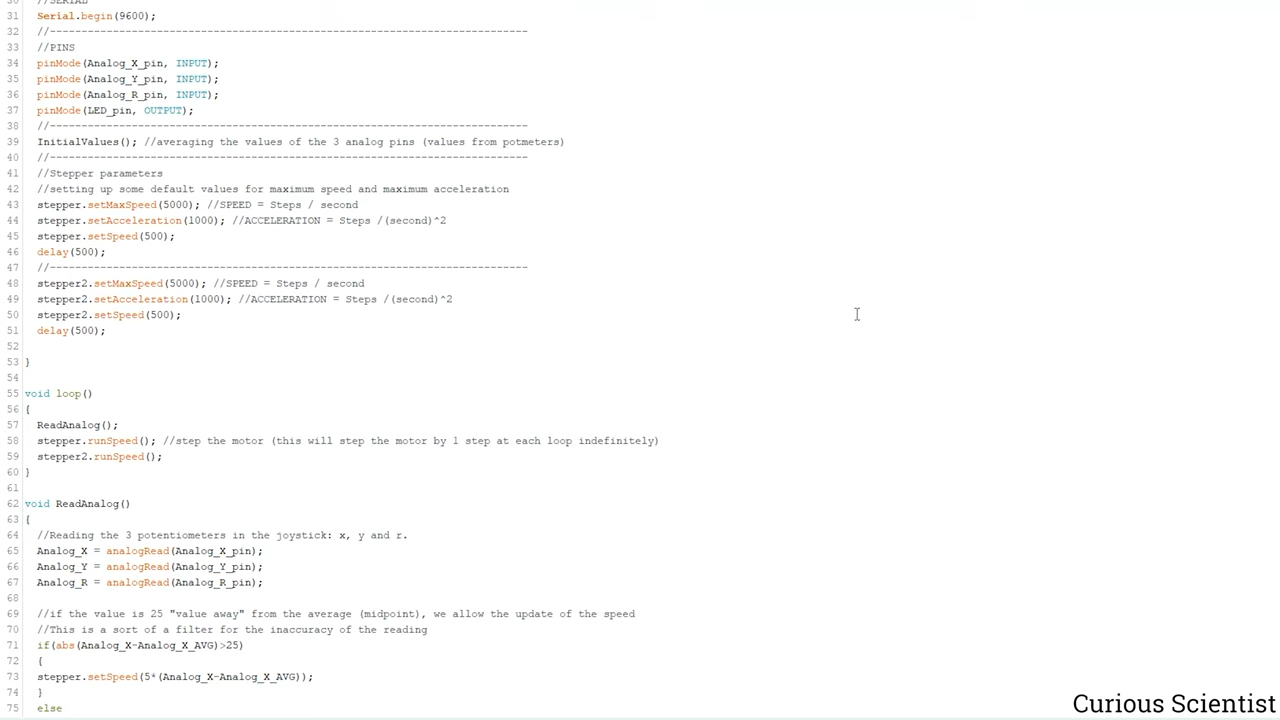 30 //SERIAL
31 Serial.begin(9600);
32 //----------------------------------------------------------------------------
33 //PINS
34 pinMode(Analog_X_pin, INPUT);
35 pinMode(Analog_Y_pin, INPUT);
36 pinMode(Analog_R_pin, INPUT);
37 pinMode(LED_pin, OUTPUT);
38 //----------------------------------------------------------------------------
39 InitialValues(); //averaging the values of the 3 analog pins (values from potmeters)
40 //----------------------------------------------------------------------------
41 //Stepper parameters
42 //setting up some default values for maximum speed and maximum acceleration
43 stepper.setMaxSpeed(5000); //SPEED = Steps / second
44 stepper.setAcceleration(1000); //ACCELERATION = Steps /(second)^2
45 stepper.setSpeed(500);
46 delay(500);
47 //----------------------------------------------------------------------------
48 stepper2.setMaxSpeed(5000); //SPEED = Steps / second
49 stepper2.setAcceleration(1000); //ACCELERATION = Steps /(second)^2
50 stepper2.setSpeed(500);
51 delay(500);
52
53 }
54
55 void loop()
56 {
57 ReadAnalog();
58 stepper.runSpeed(); //step the motor (this will step the motor by 1 step at each loop indefinitely)
59 stepper2.runSpeed();
60 }
61
62 void ReadAnalog()
63 {
64 //Reading the 3 potentiometers in the joystick: x, y and r.
65 Analog_X = analogRead(Analog_X_pin);
66 Analog_Y = analogRead(Analog_Y_pin);
67 Analog_R = analogRead(Analog_R_pin);
68
69 //if the value is 25 "value away" from the average (midpoint), we allow the update of the speed
70 //This is a sort of a filter for the inaccuracy of the reading
71 if(abs(Analog_X-Analog_X_AVG)>25)
72 {
73 stepper.setSpeed(5*(Analog_X-Analog_X_AVG));
74 }
75 else
Curious Scientist